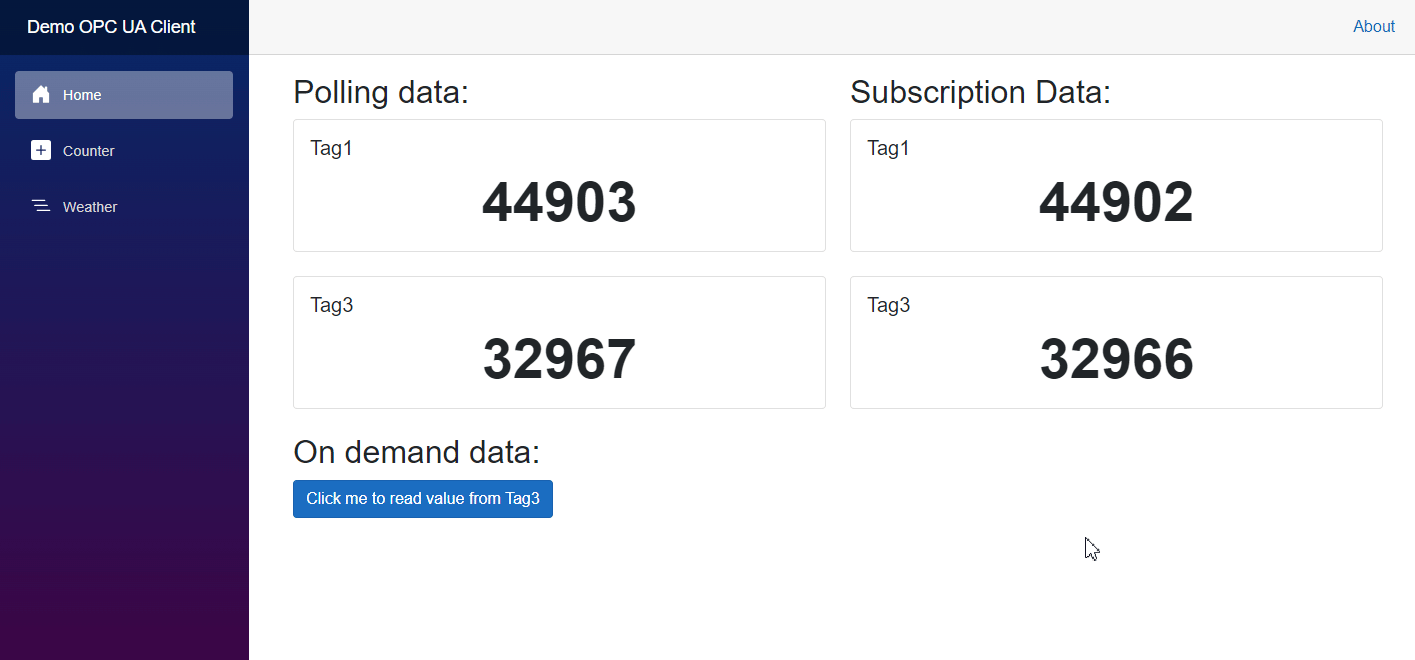 Demo OPC UA Client
About
Home
Counter
Weather
Polling data:
Tag1
44903
Tag3
32967
Subscription Data:
Tag1
44902
Tag3
32966
On demand data:
Click me to read value from Tag3